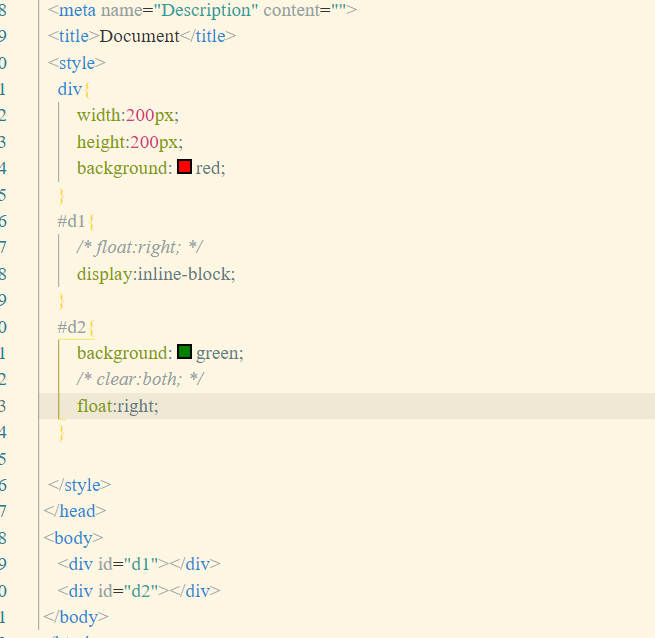 8 <meta name="Description" content="">
9 <title>Document</title>
0 <style>
1 div{
2 width:200px;
3 height:200px;
4 background: red;
5 }
6 #d1{
7 /* float:right; */
8 display:inline-block;
9 }
0 #d2{
1 background: green;
2 /* clear:both; */
3 float:right;
4 }
5
6 </style>
7 </head>
8 <body>
9 <div id="d1"></div>
0 <div id="d2"></div>
1 </body>